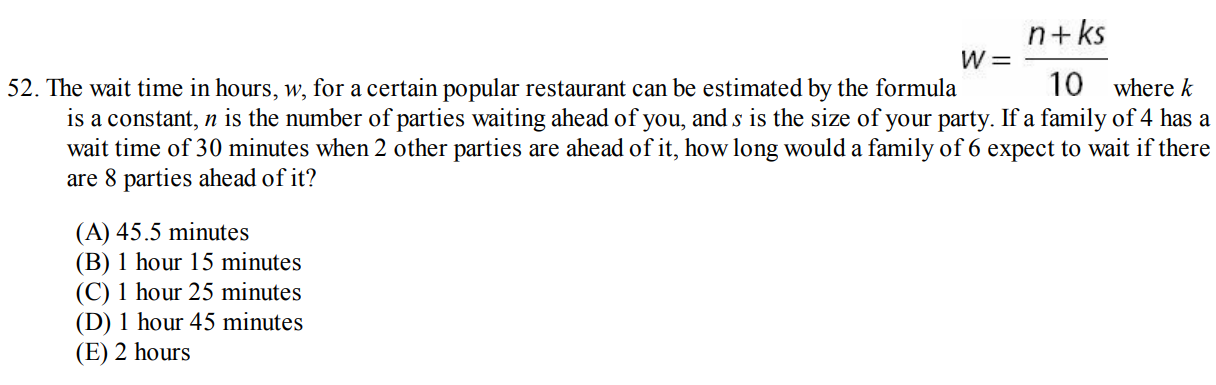 52. The wait time in hours, w, for a certain popular restaurant can be estimated by the formula w = \frac{n + ks}{10} where k
is a constant, n is the number of parties waiting ahead of you, and s is the size of your party. If a family of 4 has a
wait time of 30 minutes when 2 other parties are ahead of it, how long would a family of 6 expect to wait if there
are 8 parties ahead of it?
(A) 45.5 minutes
(B) 1 hour 15 minutes
(C) 1 hour 25 minutes
(D) 1 hour 45 minutes
(E) 2 hours